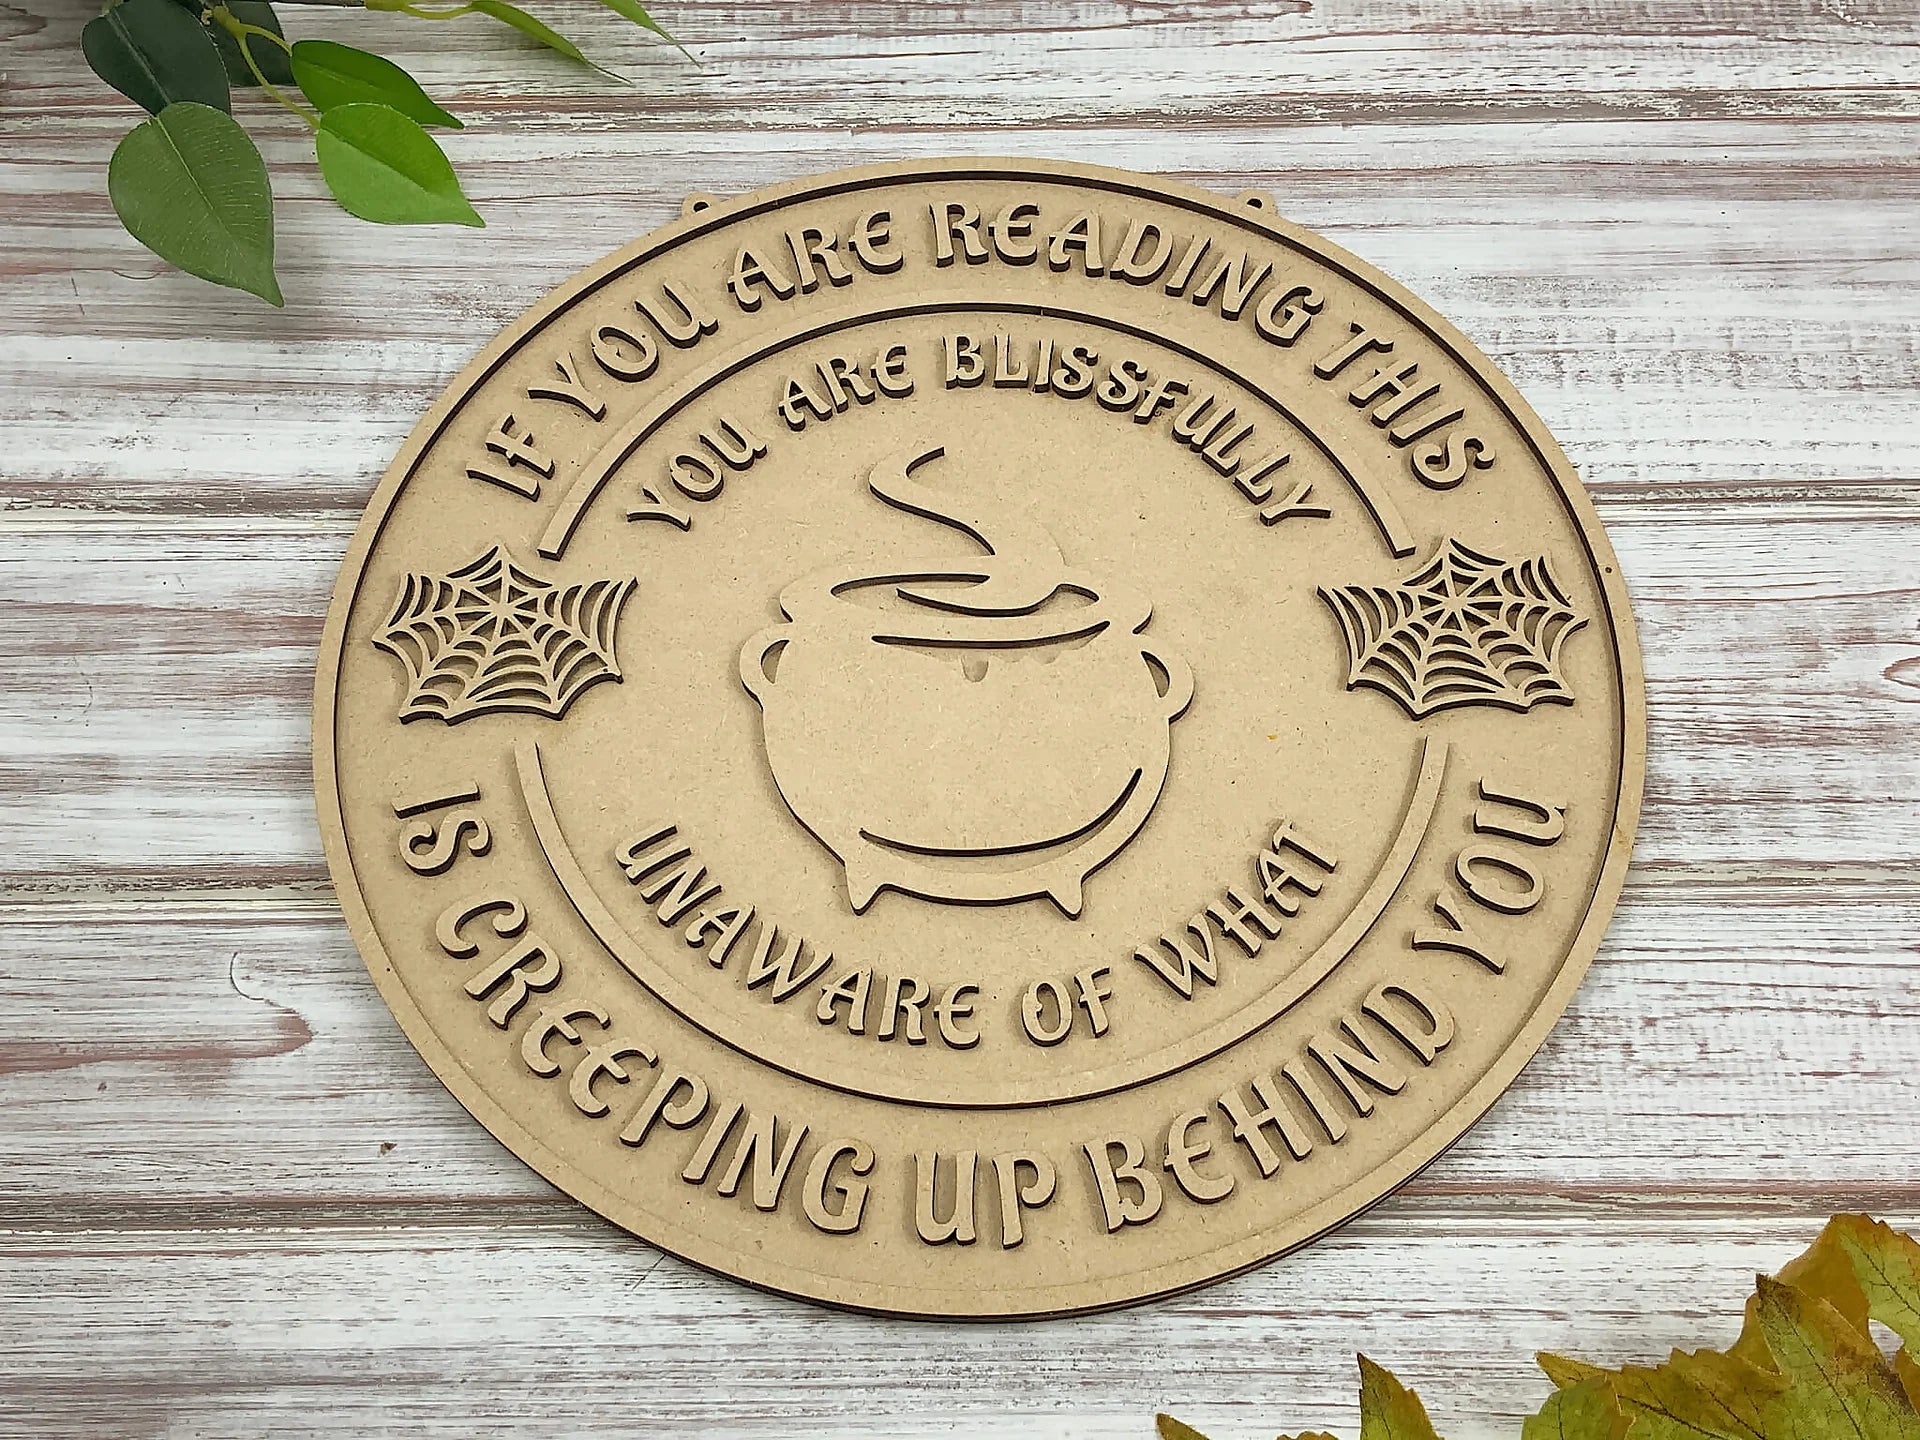 IF YOU ARE READING THIS
YOU ARE BLISSFULLY
UNAWARE OF WHAT
IS CREEPING UP BEHIND YOU